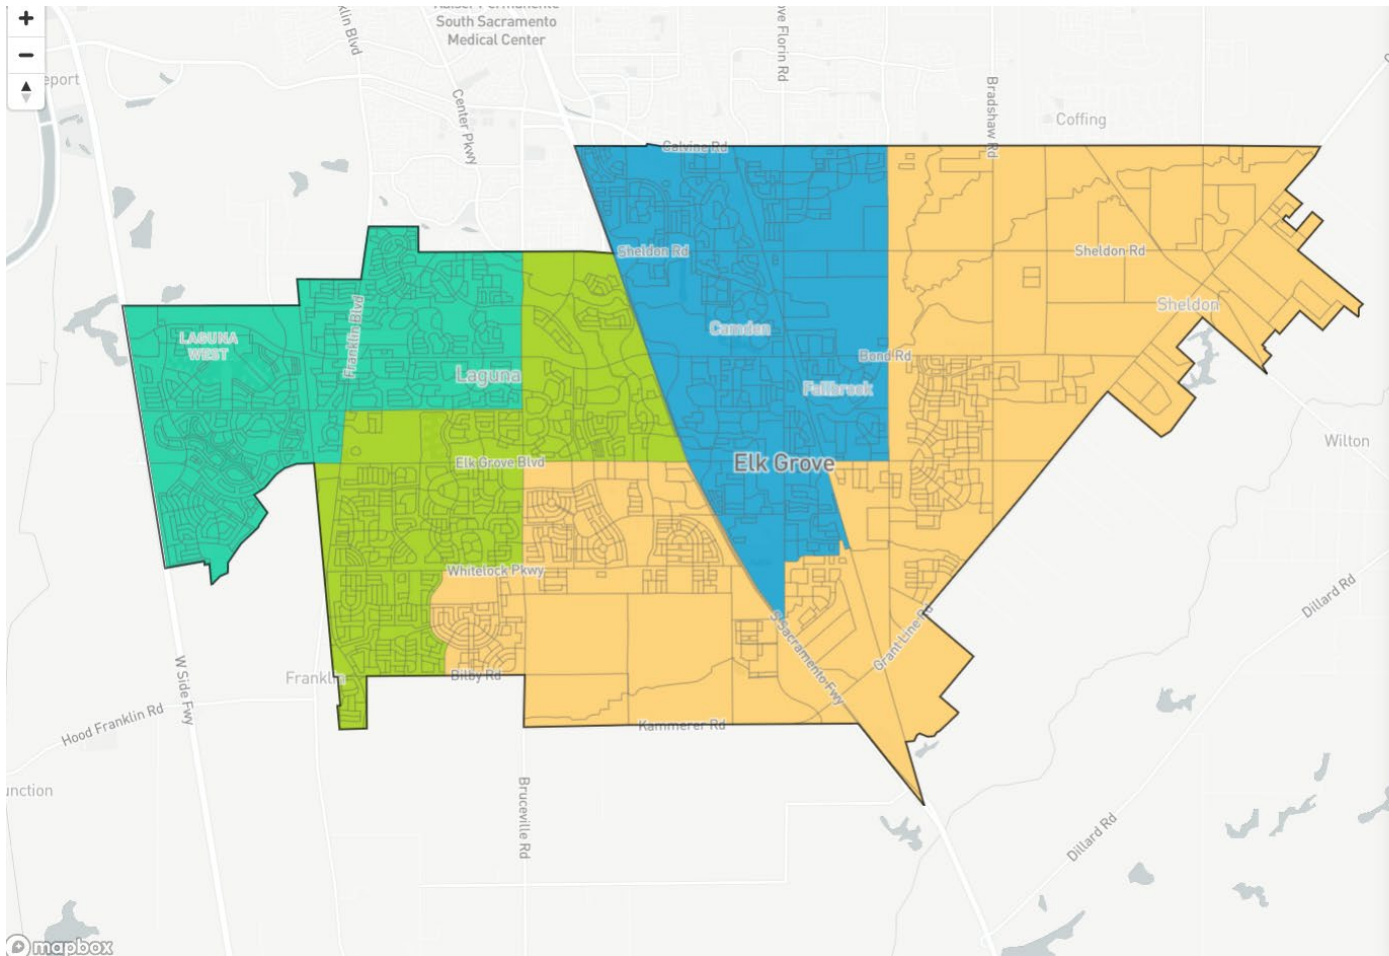 +
South Sacramento
Medical Center
−
Center Pkwy
Bradshaw Rd
Coffing
Calvine Rd
Sheldon Rd
Sheldon Rd
Sheldon
LAGUNA
WEST
Franklin Blvd
Camden
Bond Rd
Laguna
Fallbrook
Elk Grove Blvd
Elk Grove
Wilton
Whitelock Pkwy
Dillard Rd
Grant Line Rd
S Sacramento Fwy
Franklin
Bilby Rd
W Side Fwy
Hood Franklin Rd
Kammerer Rd
Bruceville Rd
Dillard Rd
mapbox